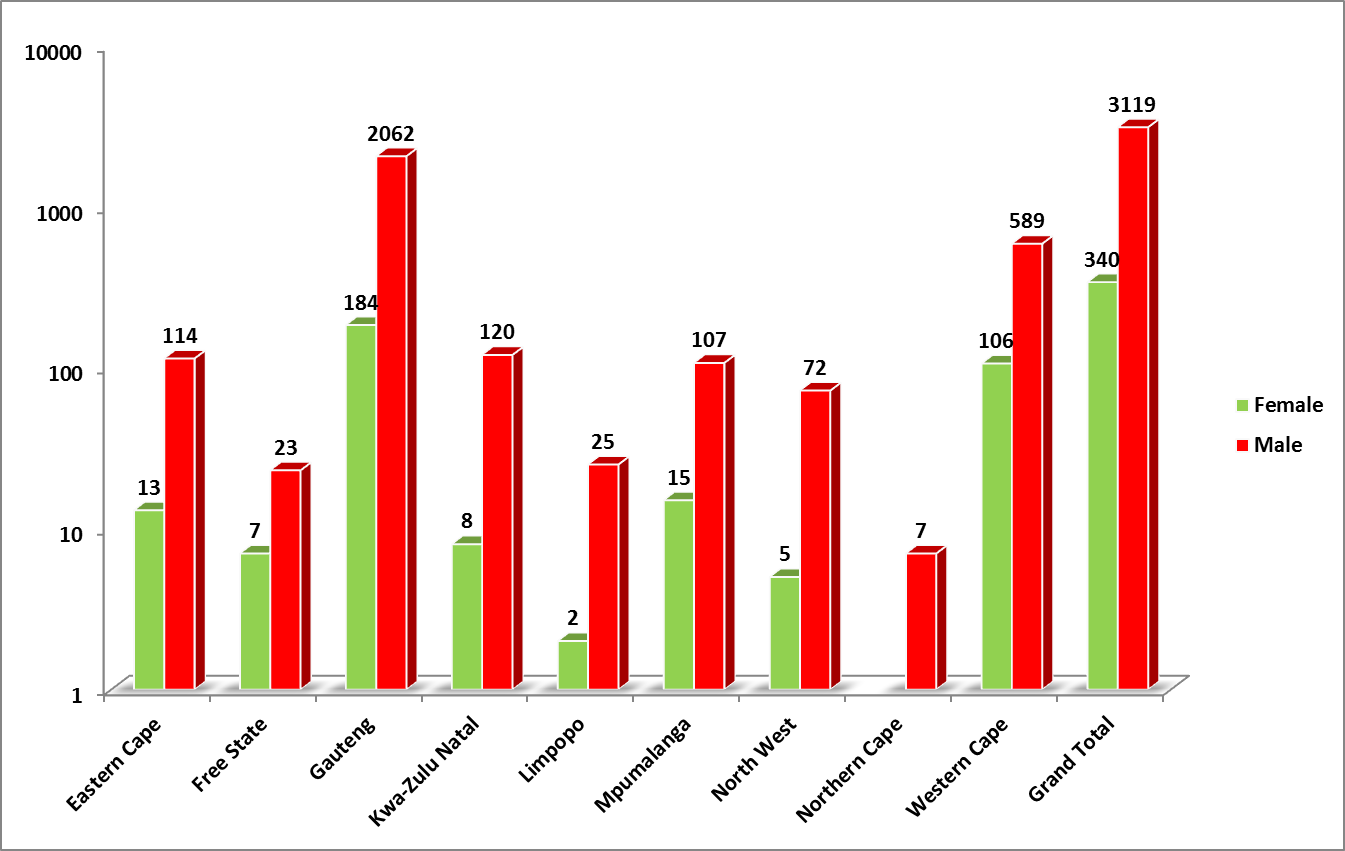 10000
1000
100
10
1
13
114
7
23
184
2062
8
120
2
25
15
107
5
72
7
106
589
340
3119
Eastern Cape
Free State
Gauteng
Kwa-Zulu Natal
Limpopo
Mpumalanga
North West
Northern Cape
Western Cape
Grand Total
Female
Male